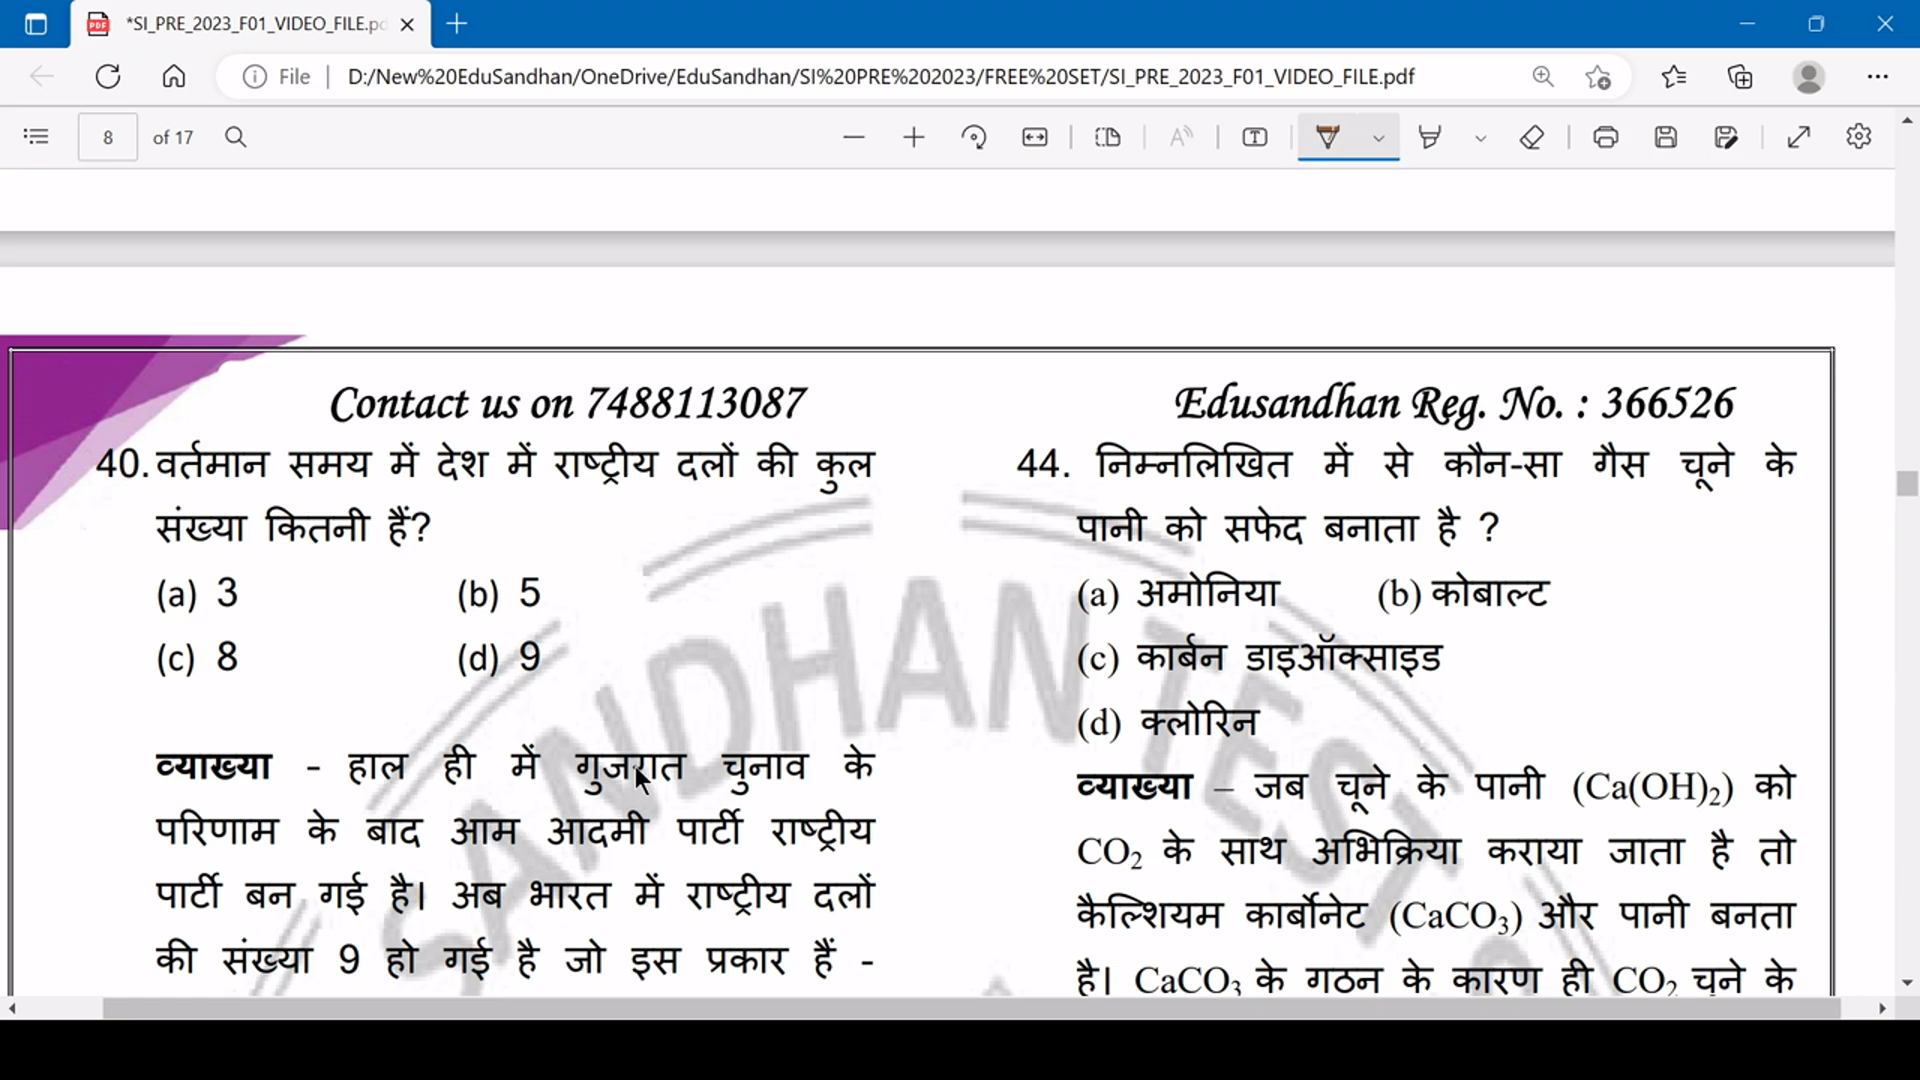 *SI_PRE_2023_F01_VIDEO_FILE.pd
File | D:/New%20EduSandhan/OneDrive/EduSandhan/SI%20PRE%202023/FREE%20SET/SI_PRE_2023_F01_VIDEO_FILE.pdf
8 of 17
Contact us on 7488113087
40. वर्तमान समय में देश में राष्ट्रीय दलों की कुल
संख्या कितनी हैं?
(a) 3 (b) 5
(c) 8 (d) 9
व्याख्या - हाल ही में गुजरात चुनाव के
परिणाम के बाद आम आदमी पार्टी राष्ट्रीय
पार्टी बन गई है। अब भारत में राष्ट्रीय दलों
की संख्या 9 हो गई है जो इस प्रकार हैं -
Edusandhan Reg. No. : 366526
44. निम्नलिखित में से कौन-सा गैस चूने के
पानी को सफेद बनाता है ?
(a) अमोनिया (b) कोबाल्ट
(c) कार्बन डाइऑक्साइड
(d) क्लोरिन
व्याख्या – जब चूने के पानी (Ca(OH)₂) को
CO₂ के साथ अभिक्रिया कराया जाता है तो
कैल्शियम कार्बोनेट (CaCO₃) और पानी बनता
है। CaCO₃ के गठन के कारण ही CO₂ चूने के
SANDHAN TEST